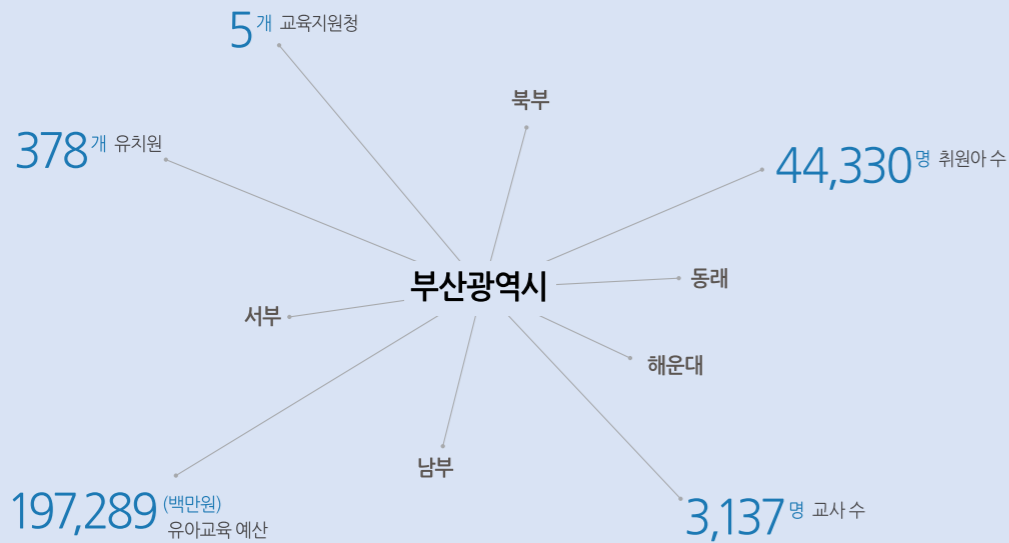 5개 교육지원청
북부
378개 유치원
44,330명 취원아 수
동래
부산광역시
서부
해운대
남부
197,289(백만원)
유아교육 예산
3,137명 교사 수